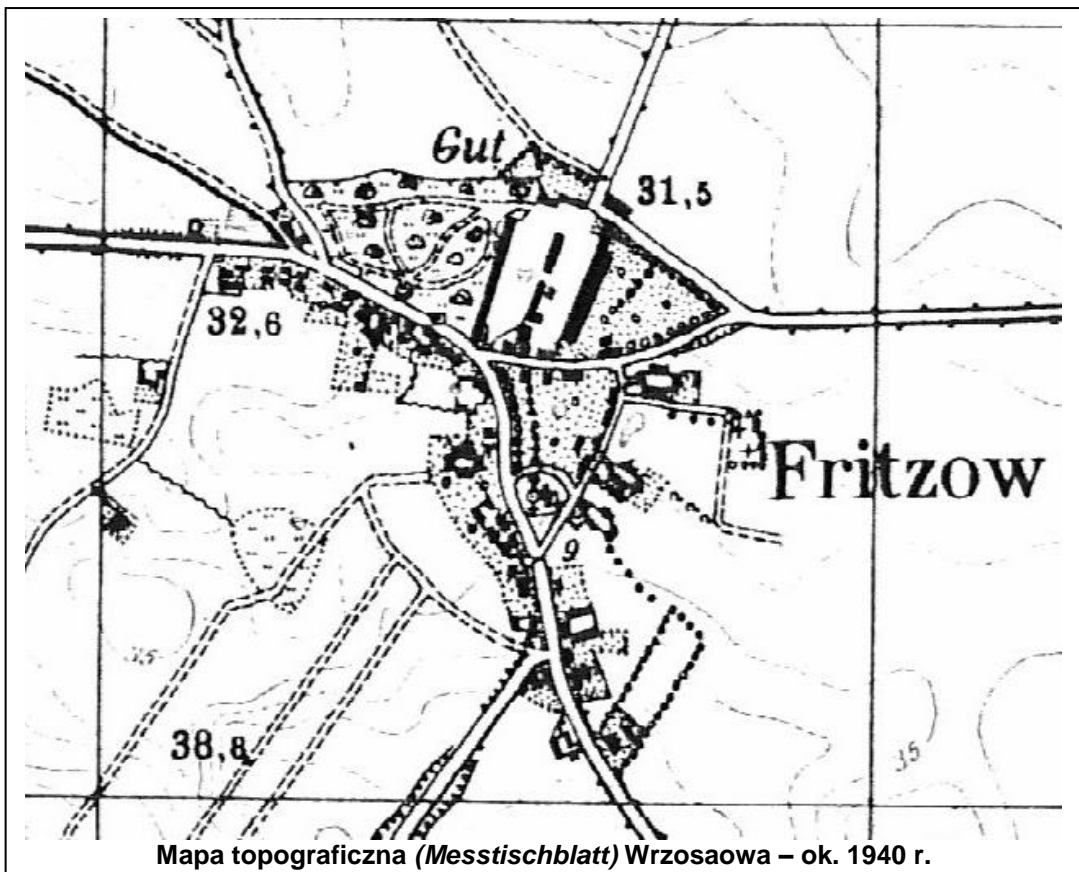 Gut
31,5
32,6
Fritzow
9
35
38,8
35
Mapa topograficzna (Messtischblatt) Wrzosaowa – ok. 1940 r.